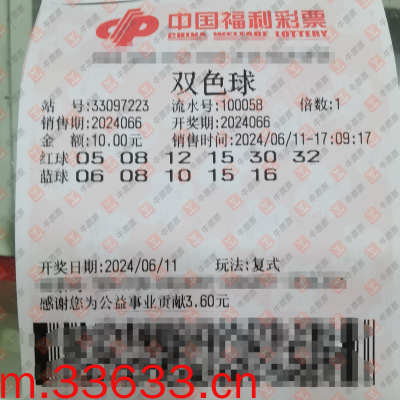 中国福利彩票
CHINA WELFARE LOTTERY
双色球
站 号:33097223 流水号:100058 倍数:1
销售期:2024066 开奖期:2024066
金 额:10.00元 销售时间:2024/06/11-17:09:17
红球 05 08 12 15 30 32
蓝球 06 08 10 15 16
开奖日期:2024/06/11 玩法:复式
感谢您为公益事业贡献3.60元
m.33633.cn